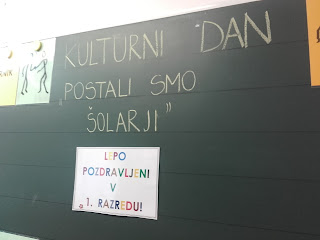 KULTURNI DAN
„POSTALI SMO
ŠOLARJI"
LEPO
POZDRAVLJENI
V
1. RAZREDU!